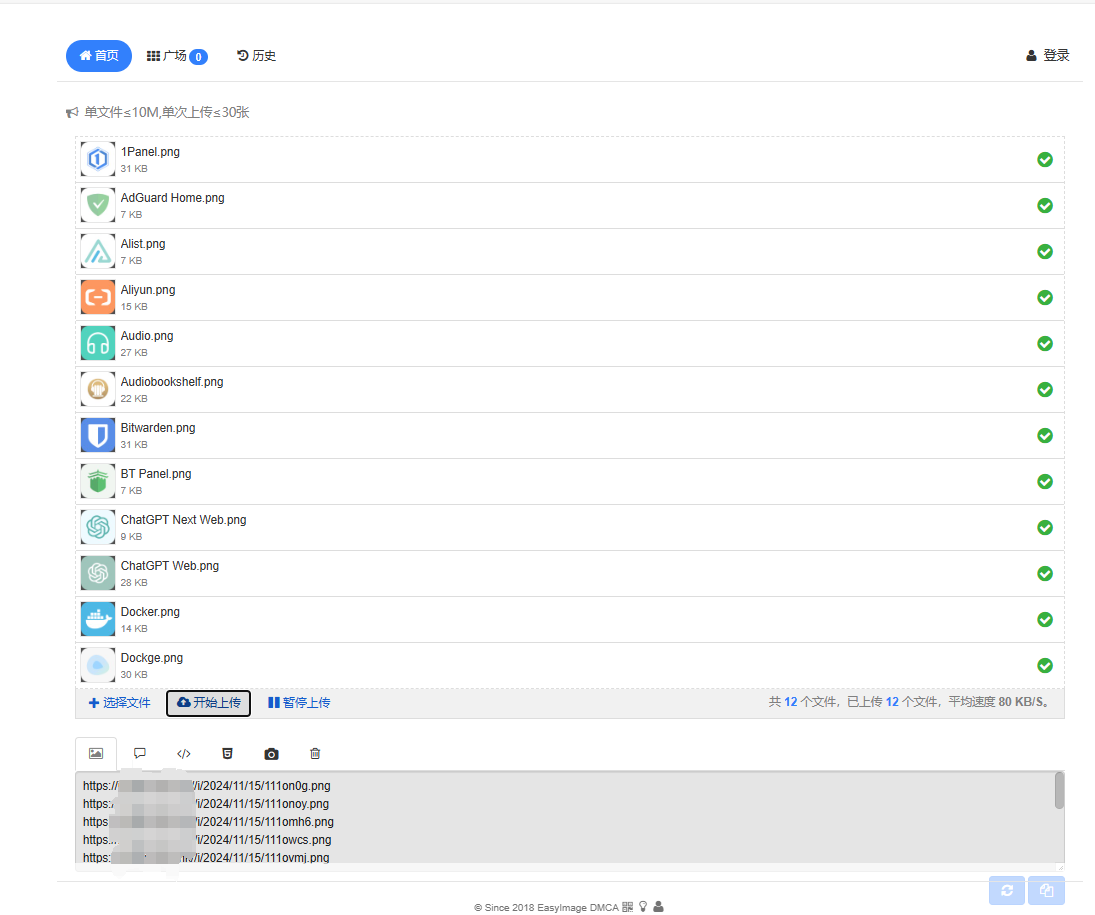 首页 广场 0 历史 登录
单文件≤10M,单次上传≤30张
1Panel.png
31 KB
AdGuard Home.png
7 KB
Alist.png
7 KB
Aliyun.png
15 KB
Audio.png
27 KB
Audiobookshelf.png
22 KB
Bitwarden.png
31 KB
BT Panel.png
7 KB
ChatGPT Next Web.png
9 KB
ChatGPT Web.png
28 KB
Docker.png
14 KB
Dockge.png
30 KB
选择文件 开始上传 暂停上传 共 12 个文件，已上传 12 个文件，平均速度 80 KB/S。
https:/ /i/2024/11/15/111on0g.png
https:/ /i/2024/11/15/111onoy.png
https: /i/2024/11/15/111omh6.png
https: /i/2024/11/15/111owcs.png
https: /i/2024/11/15/111ovmj.png
© Since 2018 EasyImage DMCA